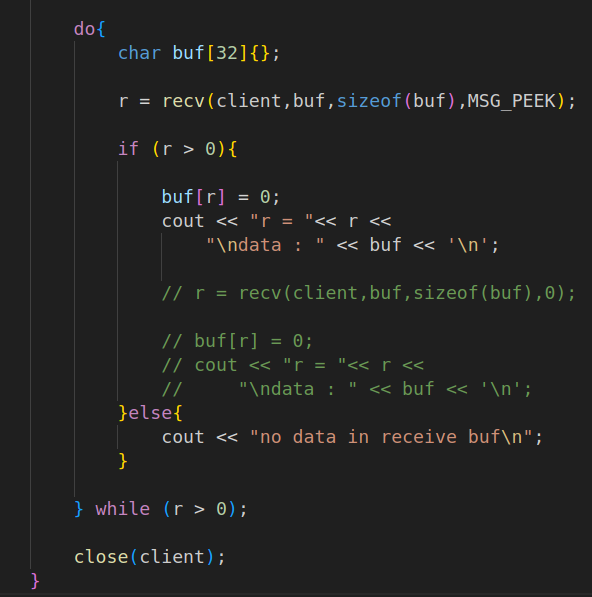 do{
char buf[32]{};
r = recv(client,buf,sizeof(buf),MSG_PEEK);
if (r > 0){
buf[r] = 0;
cout << "r = "<< r <<
"\ndata : " << buf << '\n';
// r = recv(client,buf,sizeof(buf),0);
// buf[r] = 0;
// cout << "r = "<< r <<
//     "\ndata : " << buf << '\n';
}else{
cout << "no data in receive buf\n";
}
} while (r > 0);
close(client);
}